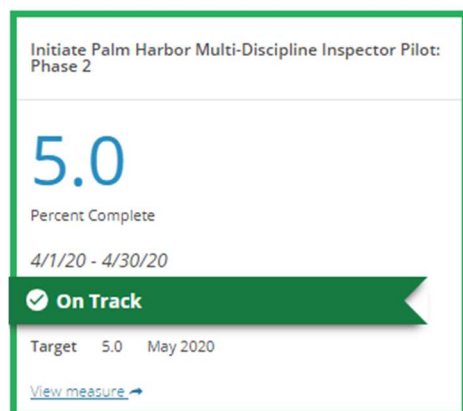 Initiate Palm Harbor Multi-Discipline Inspector Pilot:
Phase 2
5.0
Percent Complete
4/1/20 - 4/30/20
On Track
Target 5.0 May 2020
View measure